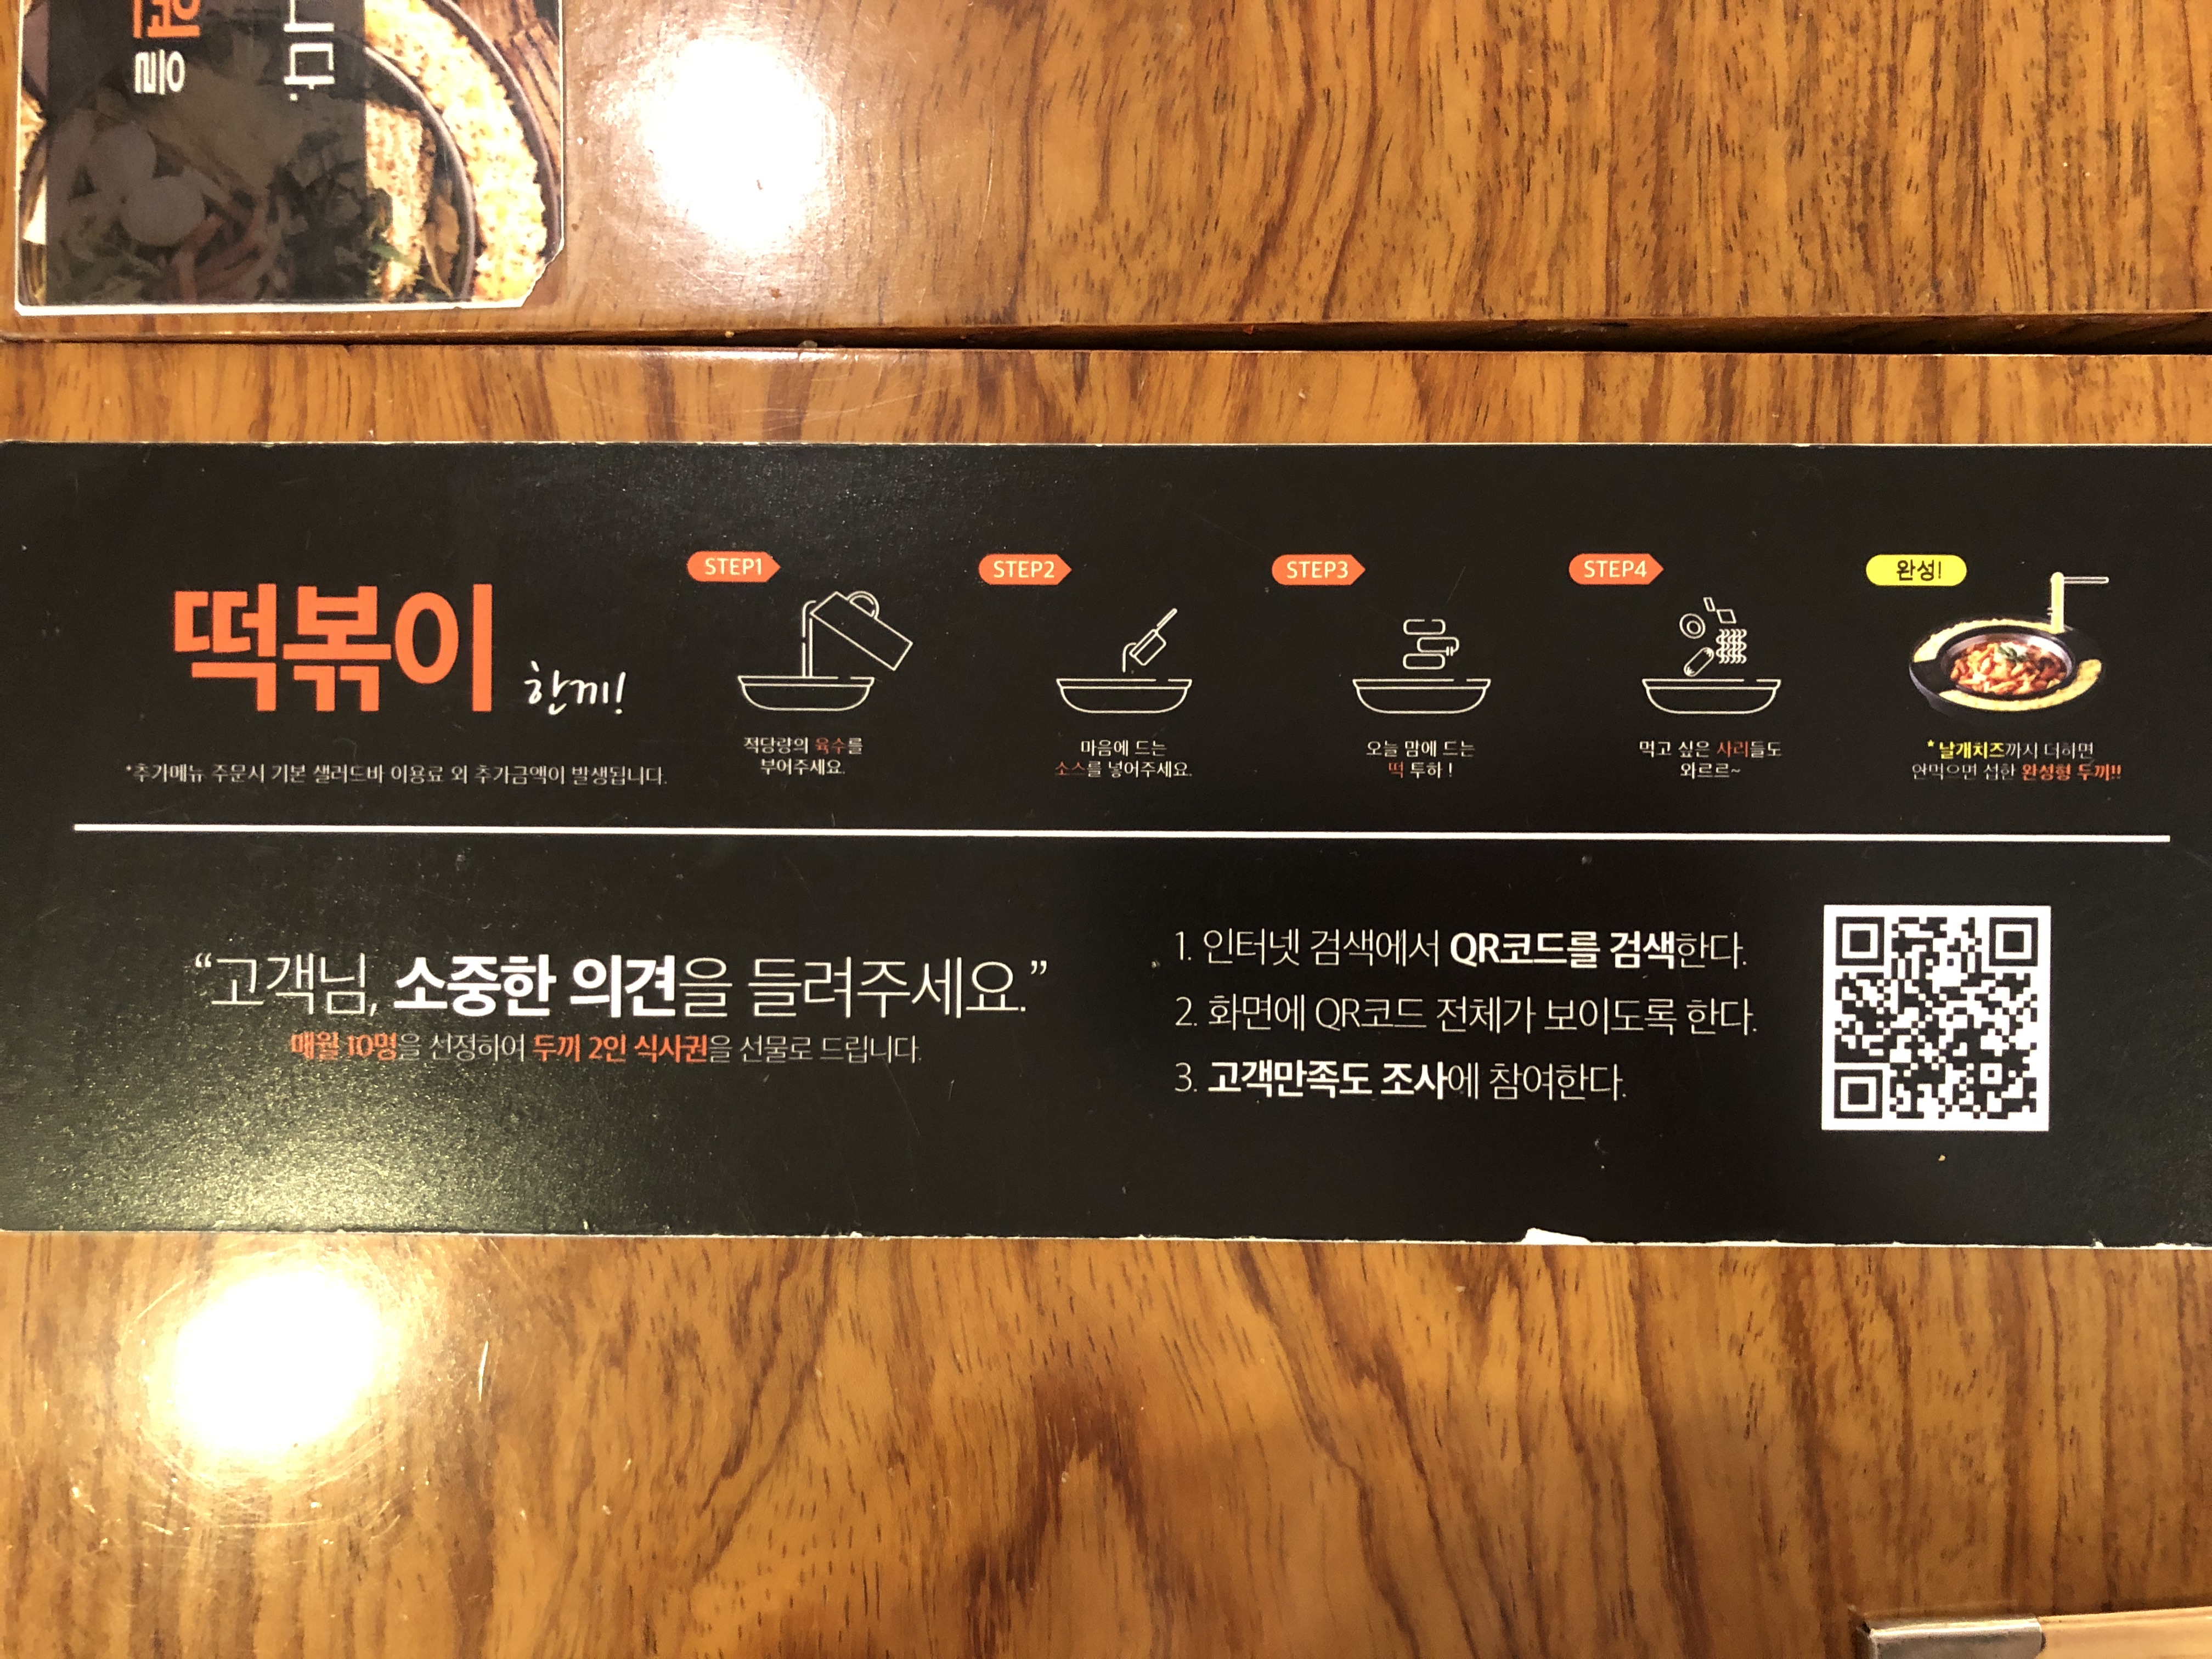 니다.
원을
떡볶이 한끼!
*추가메뉴 주문시 기본 샐러드바 이용료 외 추가금액이 발생됩니다.
STEP1
적당량의 육수를
부어주세요.
STEP2
마음에 드는
소스를 넣어주세요.
STEP3
오늘 맘에 드는
떡 투하 !
STEP4
먹고 싶은 사리들도
와르르~
완성!
*날개치즈까지 더하면
안먹으면 섭한 완성형 두끼!!
“고객님, 소중한 의견을 들려주세요.”
매월 10명을 선정하여 두끼 2인 식사권을 선물로 드립니다.
1. 인터넷 검색에서 QR코드를 검색한다.
2. 화면에 QR코드 전체가 보이도록 한다.
3. 고객만족도 조사에 참여한다.